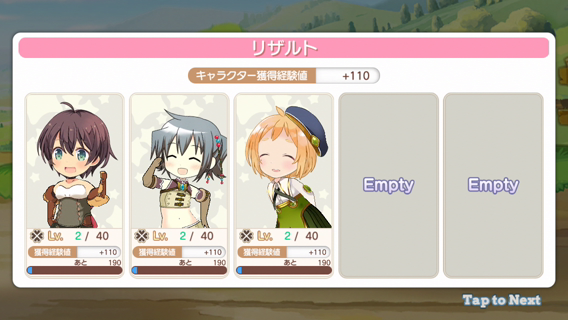 リザルト
キャラクター獲得経験値 +110
Lv. 2 / 40
獲得経験値 +110
あと 190
Lv. 2 / 40
獲得経験値 +110
あと 190
Lv. 2 / 40
獲得経験値 +110
あと 190
Empty
Empty
Tap to Next